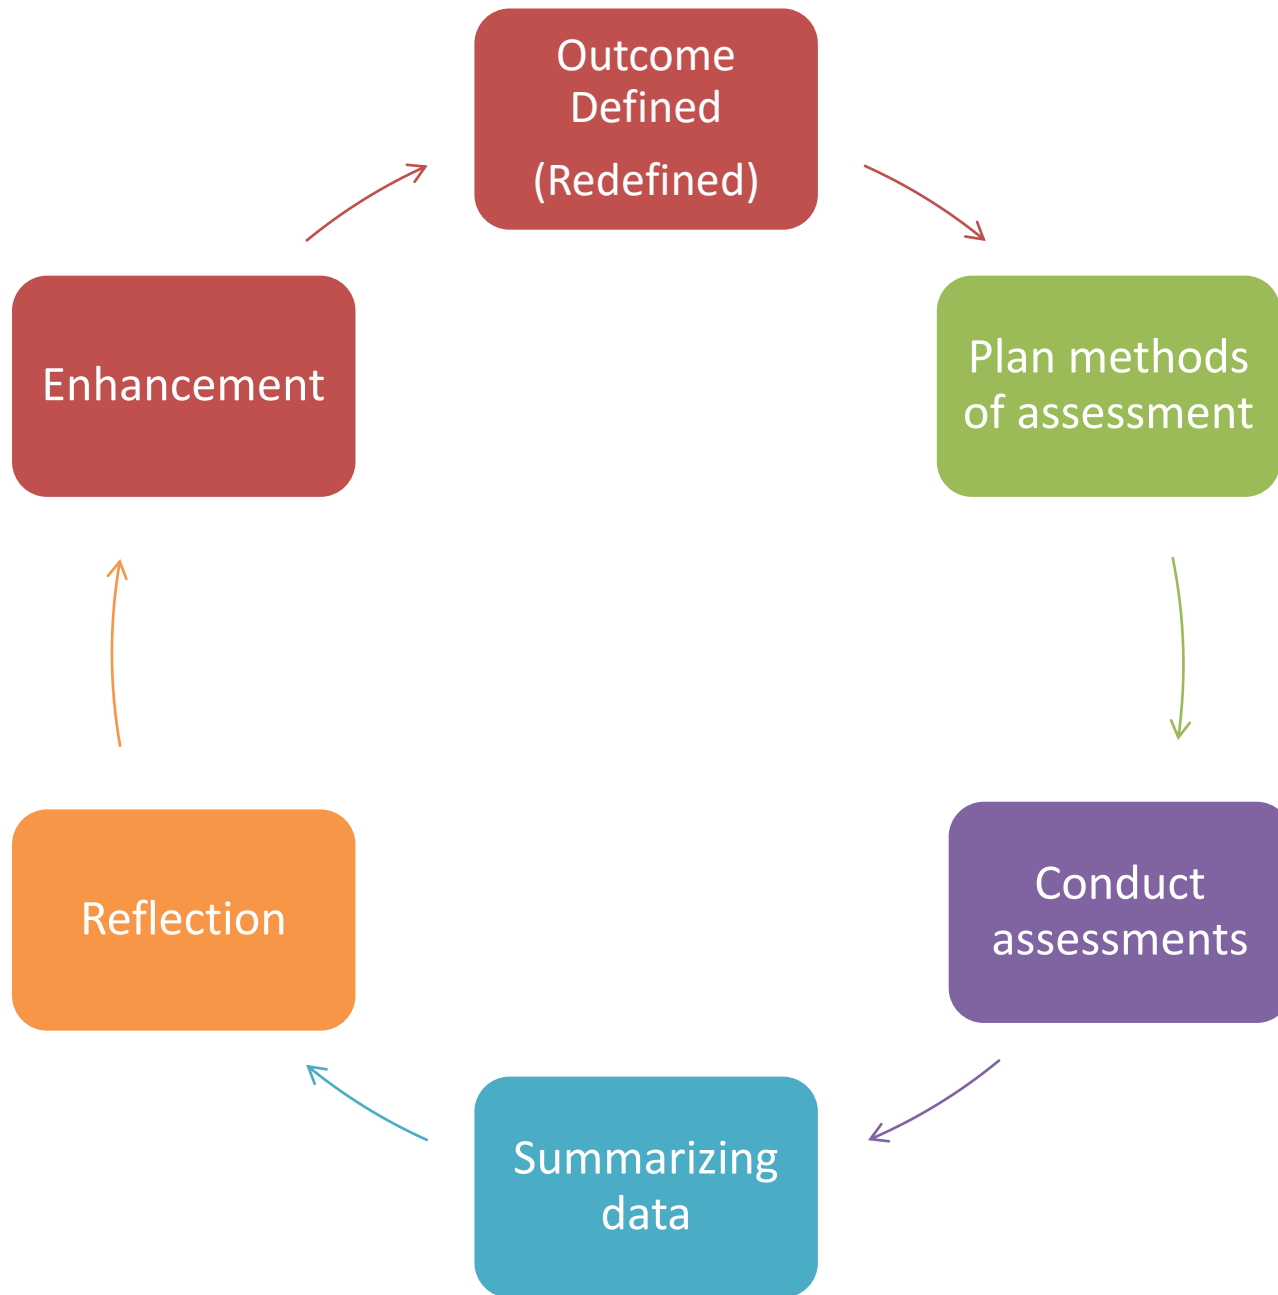 Outcome
Defined
(Redefined)
Plan methods
of assessment
Conduct
assessments
Summarizing
data
Reflection
Enhancement